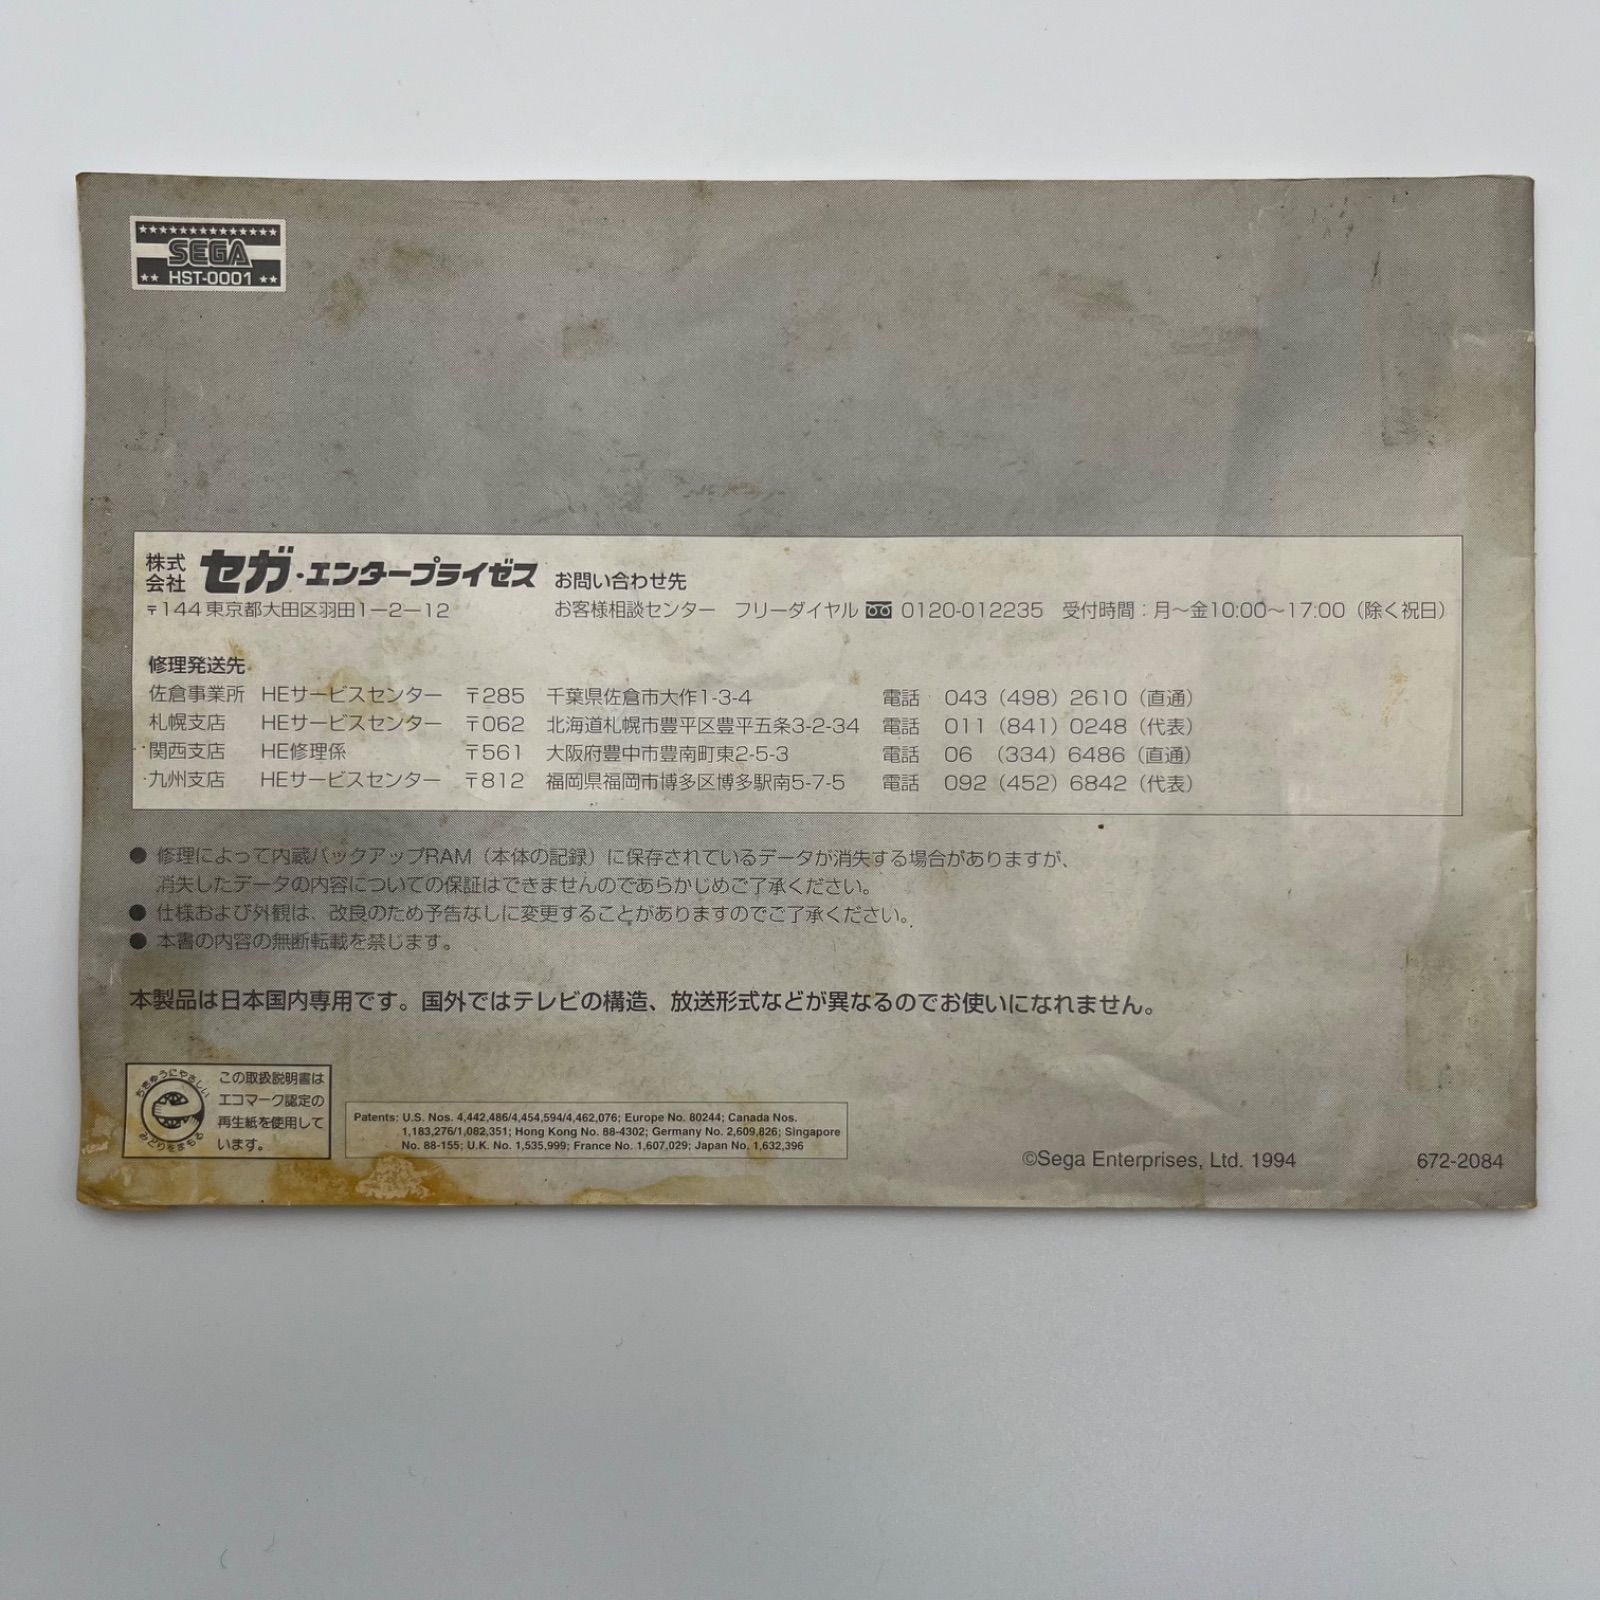 SEGA
HST-0001
株式会社 セガ・エンタープライゼス お問い合わせ先
〒144 東京都大田区羽田1ー2ー12 お客様相談センター フリーダイヤル 0120-012235 受付時間：月〜金10:00〜17:00（除く祝日）
修理発送先
佐倉事業所 HEサービスセンター 〒285 千葉県佐倉市大作1-3-4 電話 043（498）2610（直通）
札幌支店 HEサービスセンター 〒062 北海道札幌市豊平区豊平五条3-2-34 電話 011（841）0248（代表）
関西支店 HE修理係 〒561 大阪府豊中市豊南町東2-5-3 電話 06（334）6486（直通）
九州支店 HEサービスセンター 〒812 福岡県福岡市博多区博多駅南5-7-5 電話 092（452）6842（代表）
● 修理によって内蔵バックアップRAM（本体の記録）に保存されているデータが消失する場合がありますが、
消失したデータの内容についての保証はできませんのであらかじめご了承ください。
● 仕様および外観は、改良のため予告なしに変更することがありますのでご了承ください。
● 本書の内容の無断転載を禁じます。
本製品は日本国内専用です。国外ではテレビの構造、放送形式などが異なるのでお使いになれません。
ちきゅうにやさしい
みどりをまもる
この取扱説明書は
エコマーク認定の
再生紙を使用して
います。
Patents: U.S. Nos. 4,442,486/4,454,594/4,462,076; Europe No. 80244; Canada Nos.
1,183,276/1,082,351; Hong Kong No. 88-4302; Germany No. 2,609,826; Singapore
No. 88-155; U.K. No. 1,535,999; France No. 1,607,029; Japan No. 1,632,396
©Sega Enterprises, Ltd. 1994
672-2084